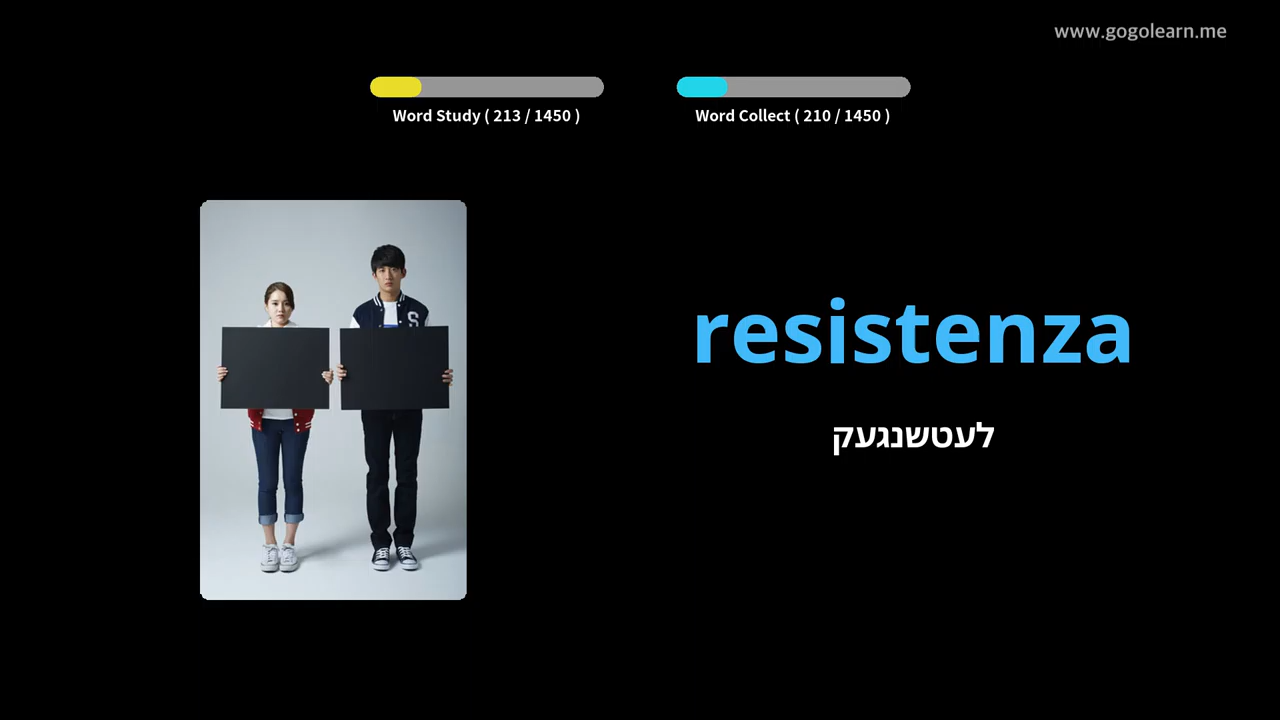 www.gogolearn.me
Word Study ( 213 / 1450 )
Word Collect ( 210 / 1450 )
S
resistenza
לעטשנגעק